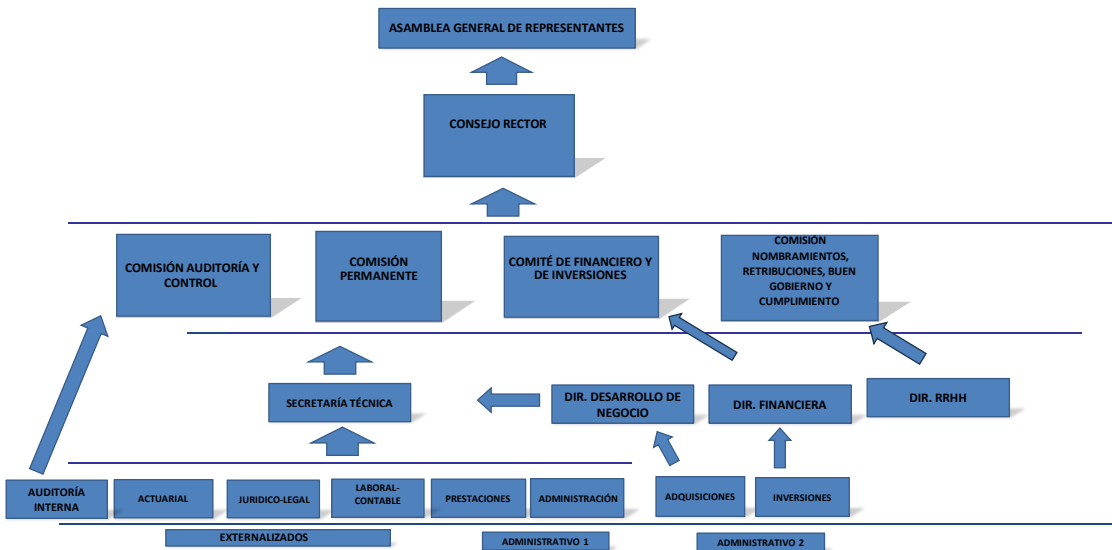 ASAMBLEA GENERAL DE REPRESENTANTES
CONSEJO RECTOR
COMISIÓN AUDITORÍA Y
CONTROL
COMISIÓN
PERMANENTE
COMITÉ DE FINANCIERO Y
DE INVERSIONES
COMISIÓN
NOMBRAMIENTOS,
RETRIBUCIONES, BUEN
GOBIERNO Y
CUMPLIMIENTO
SECRETARÍA TÉCNICA
DIR. DESARROLLO DE
NEGOCIO
DIR. FINANCIERA
DIR. RRHH
AUDITORÍA
INTERNA
ACTUARIAL
JURIDICO-LEGAL
LABORAL-
CONTABLE
PRESTACIONES
ADMINISTRACIÓN
ADQUISICIONES
INVERSIONES
EXTERNALIZADOS
ADMINISTRATIVO 1
ADMINISTRATIVO 2